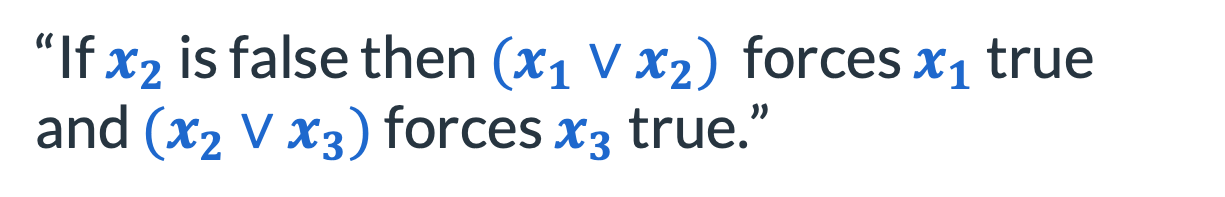 “If x₂ is false then (x₁ ∨ x₂) forces x₁ true
and (x₂ ∨ x₃) forces x₃ true.”